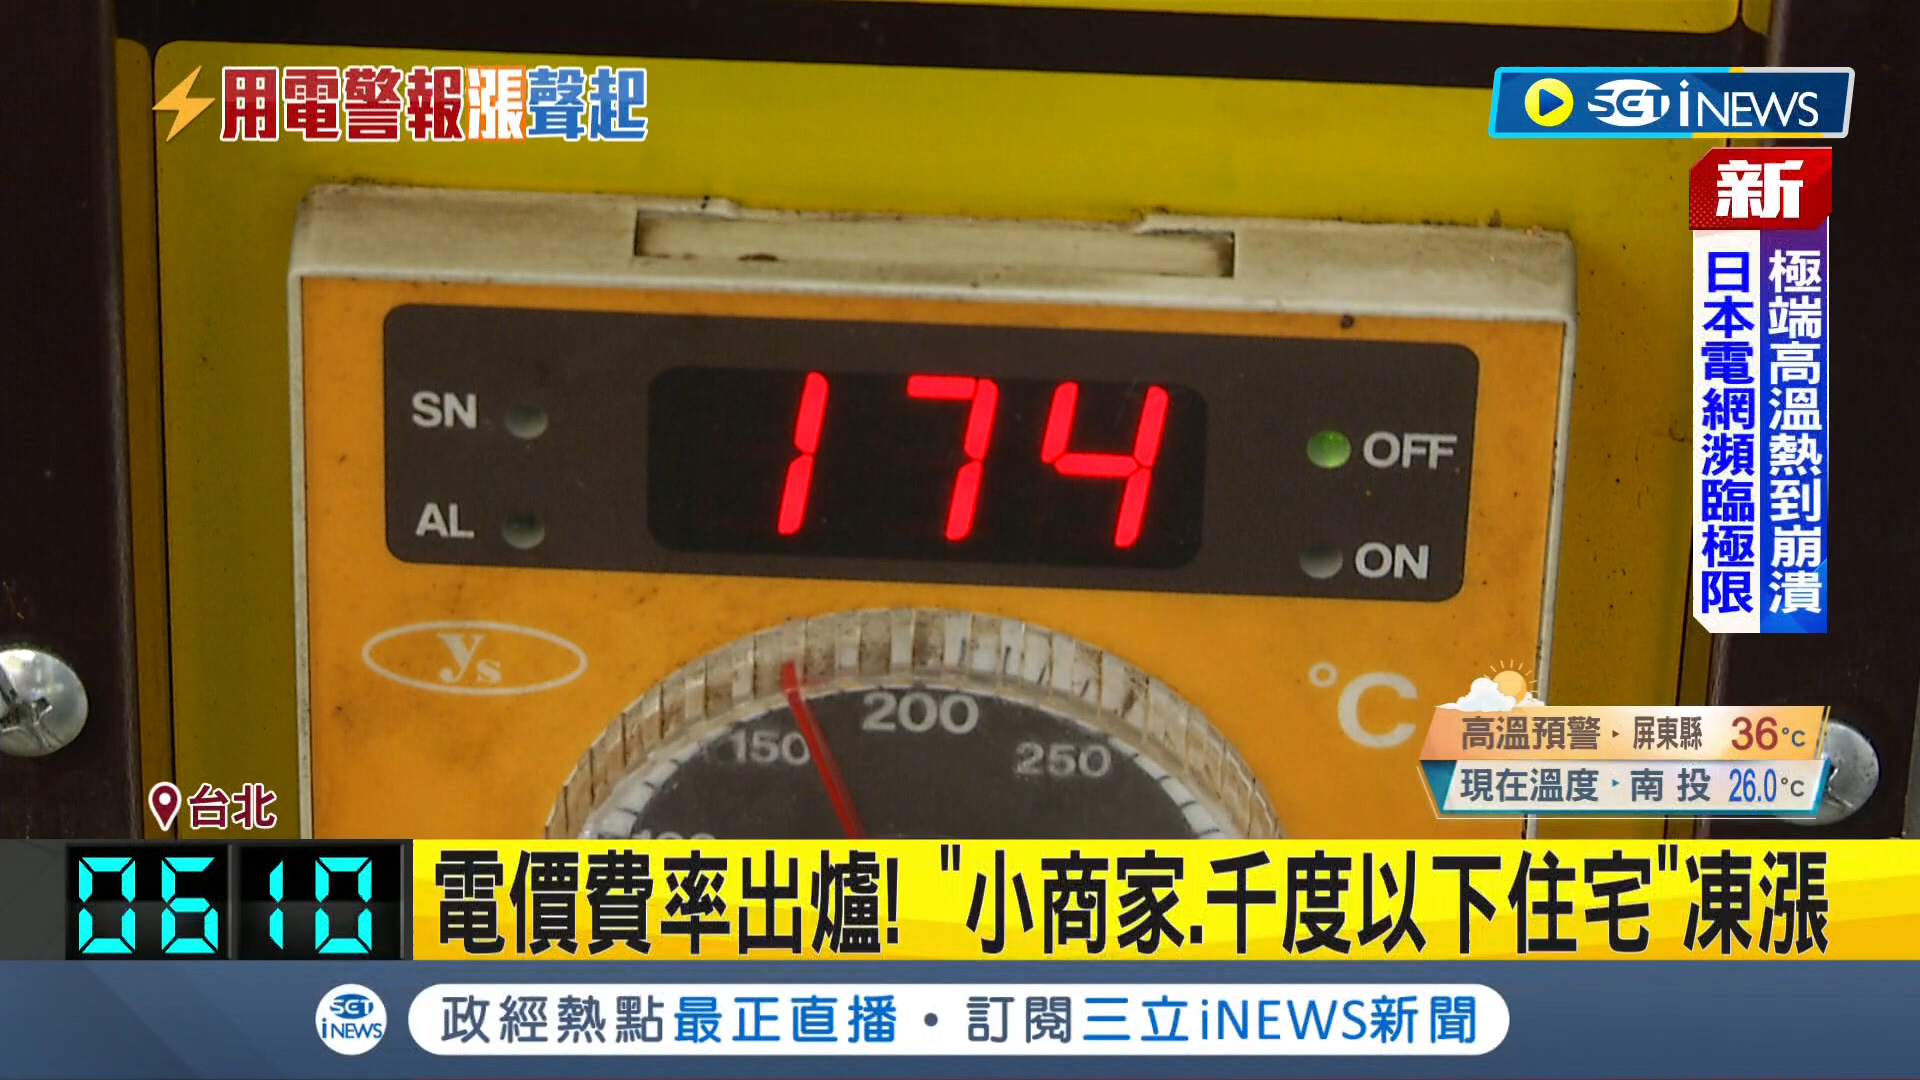 用電警報漲聲起
SET iNEWS
新
極端高溫熱到崩潰
日本電網瀕臨極限
SN
AL
174
OFF
ON
Ys
°C
150
200
250
高溫預警・屏東縣 36°C
現在溫度・南投 26.0°C
台北
0610
電價費率出爐! "小商家.千度以下住宅"凍漲
SET iNEWS
政經熱點最正直播・訂閱三立iNEWS新聞